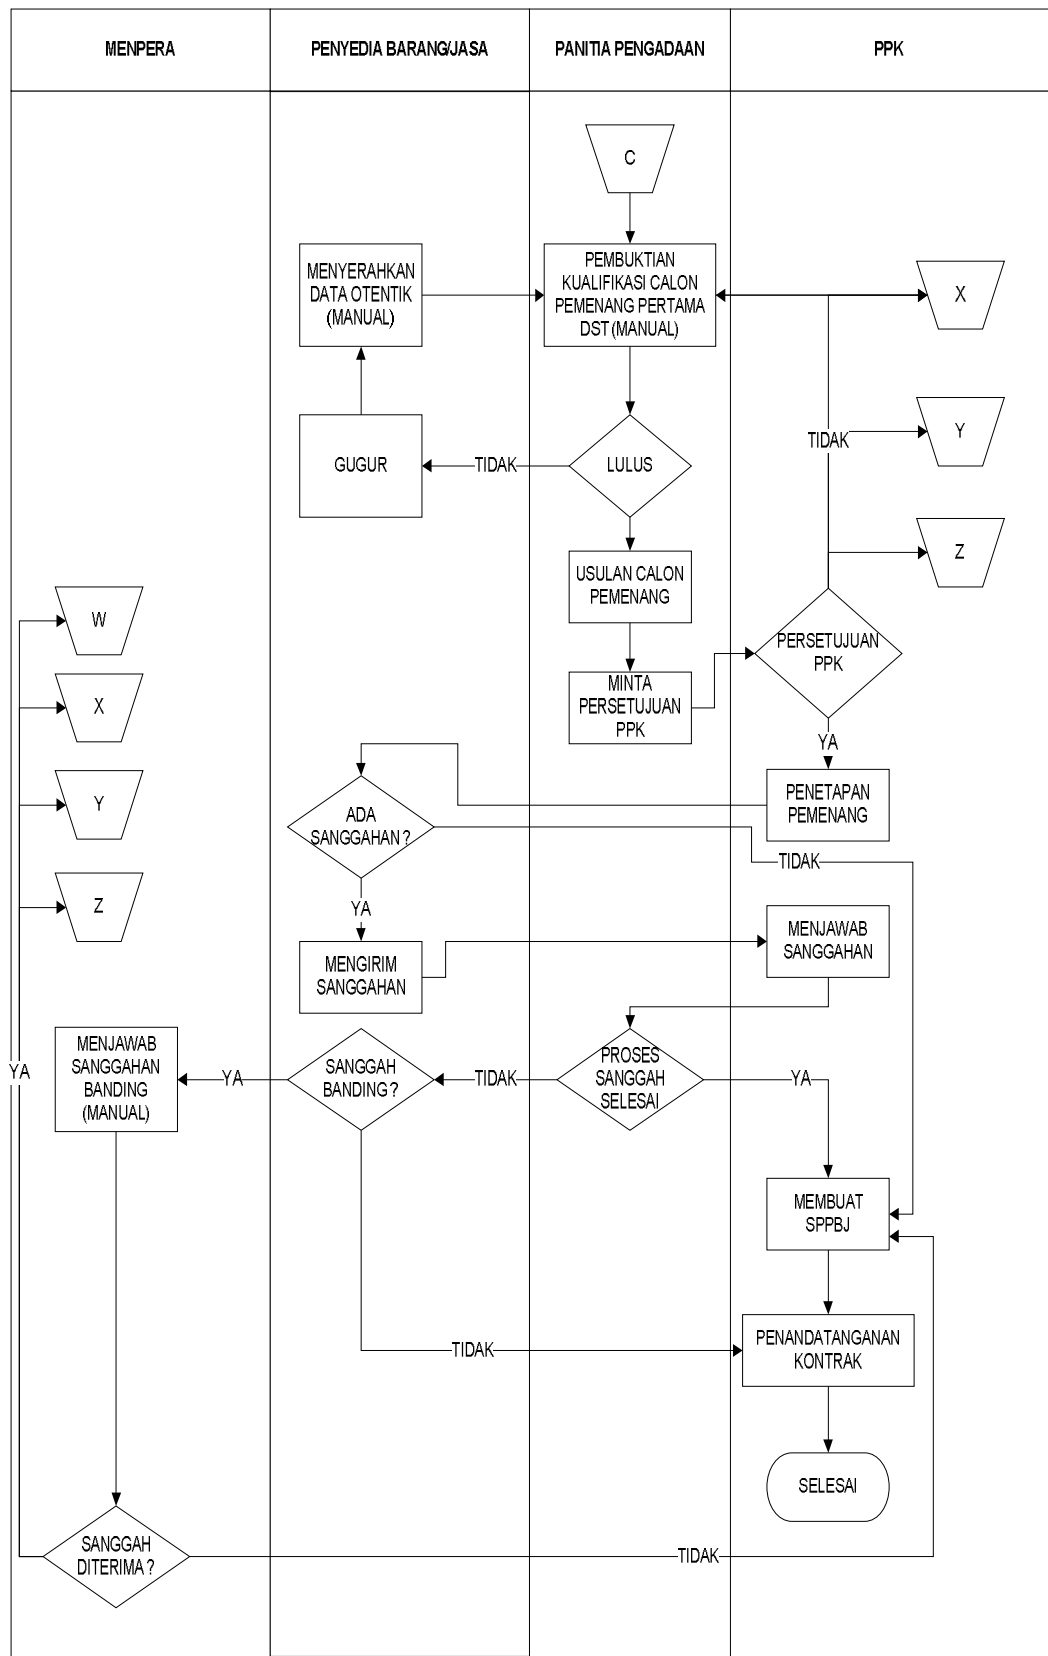 MENPERA
PENYEDIA BARANG/JASA
PANITIA PENGADAAN
PPK
C
MENYERAHKAN
DATA OTENTIK
(MANUAL)
PEMBUKTIAN
KUALIFIKASI CALON
PEMENANG PERTAMA
DST (MANUAL)
X
GUGUR
TIDAK
LULUS
TIDAK
Y
Z
USULAN CALON
PEMENANG
W
X
Y
Z
MINTA
PERSETUJUAN
PPK
PERSETUJUAN
PPK
YA
PENETAPAN
PEMENANG
ADA
SANGGAHAN ?
TIDAK
YA
MENGIRIM
SANGGAHAN
MENJAWAB
SANGGAHAN
YA
MENJAWAB
SANGGAHAN
BANDING
(MANUAL)
YA
SANGGAH
BANDING ?
TIDAK
PROSES
SANGGAH
SELESAI
YA
MEMBUAT
SPPBJ
TIDAK
PENANDATANGANAN
KONTRAK
SELESAI
SANGGAH
DITERIMA ?
TIDAK